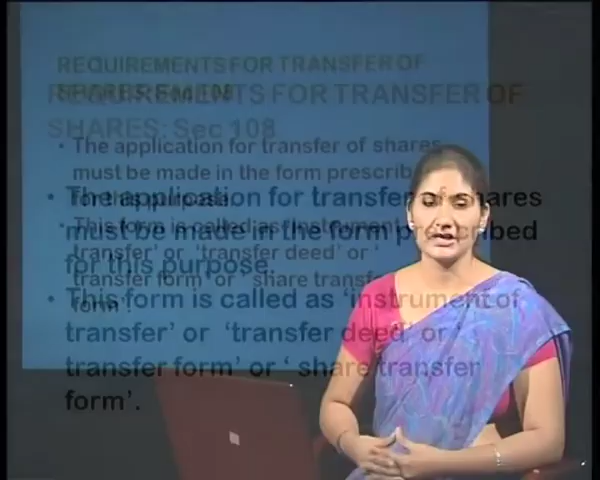 REQUIREMENTS FOR TRANSFER OF
SHARES: Sec 108
• The application for transfer of shares
must be made in the form prescribed
for this purpose.
• This form is called as 'instrument of
transfer' or 'transfer deed' or '
transfer form' or ' share transfer
form'.
REQUIREMENTS FOR TRANSFER OF
SHARES: Sec 108
• The application for transfer of shares
must be made in the form prescrib
for this purpose.
• This form is called as 'instrument
transfer' or 'transfer deed' or '
transfer form' or ' share transf
form'.